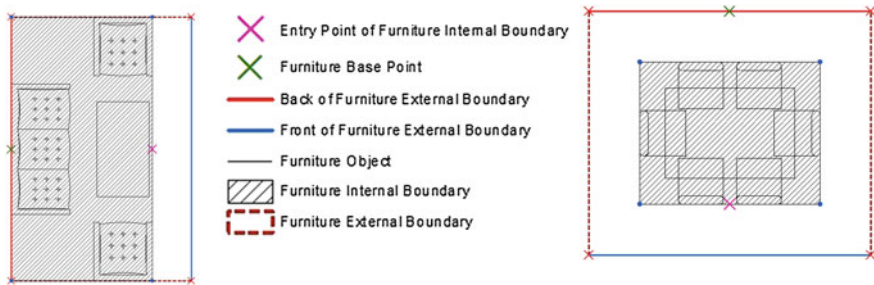 Entry Point of Furniture Internal Boundary
Furniture Base Point
Back of Furniture External Boundary
Front of Furniture External Boundary
Furniture Object
Furniture Internal Boundary
Furniture External Boundary